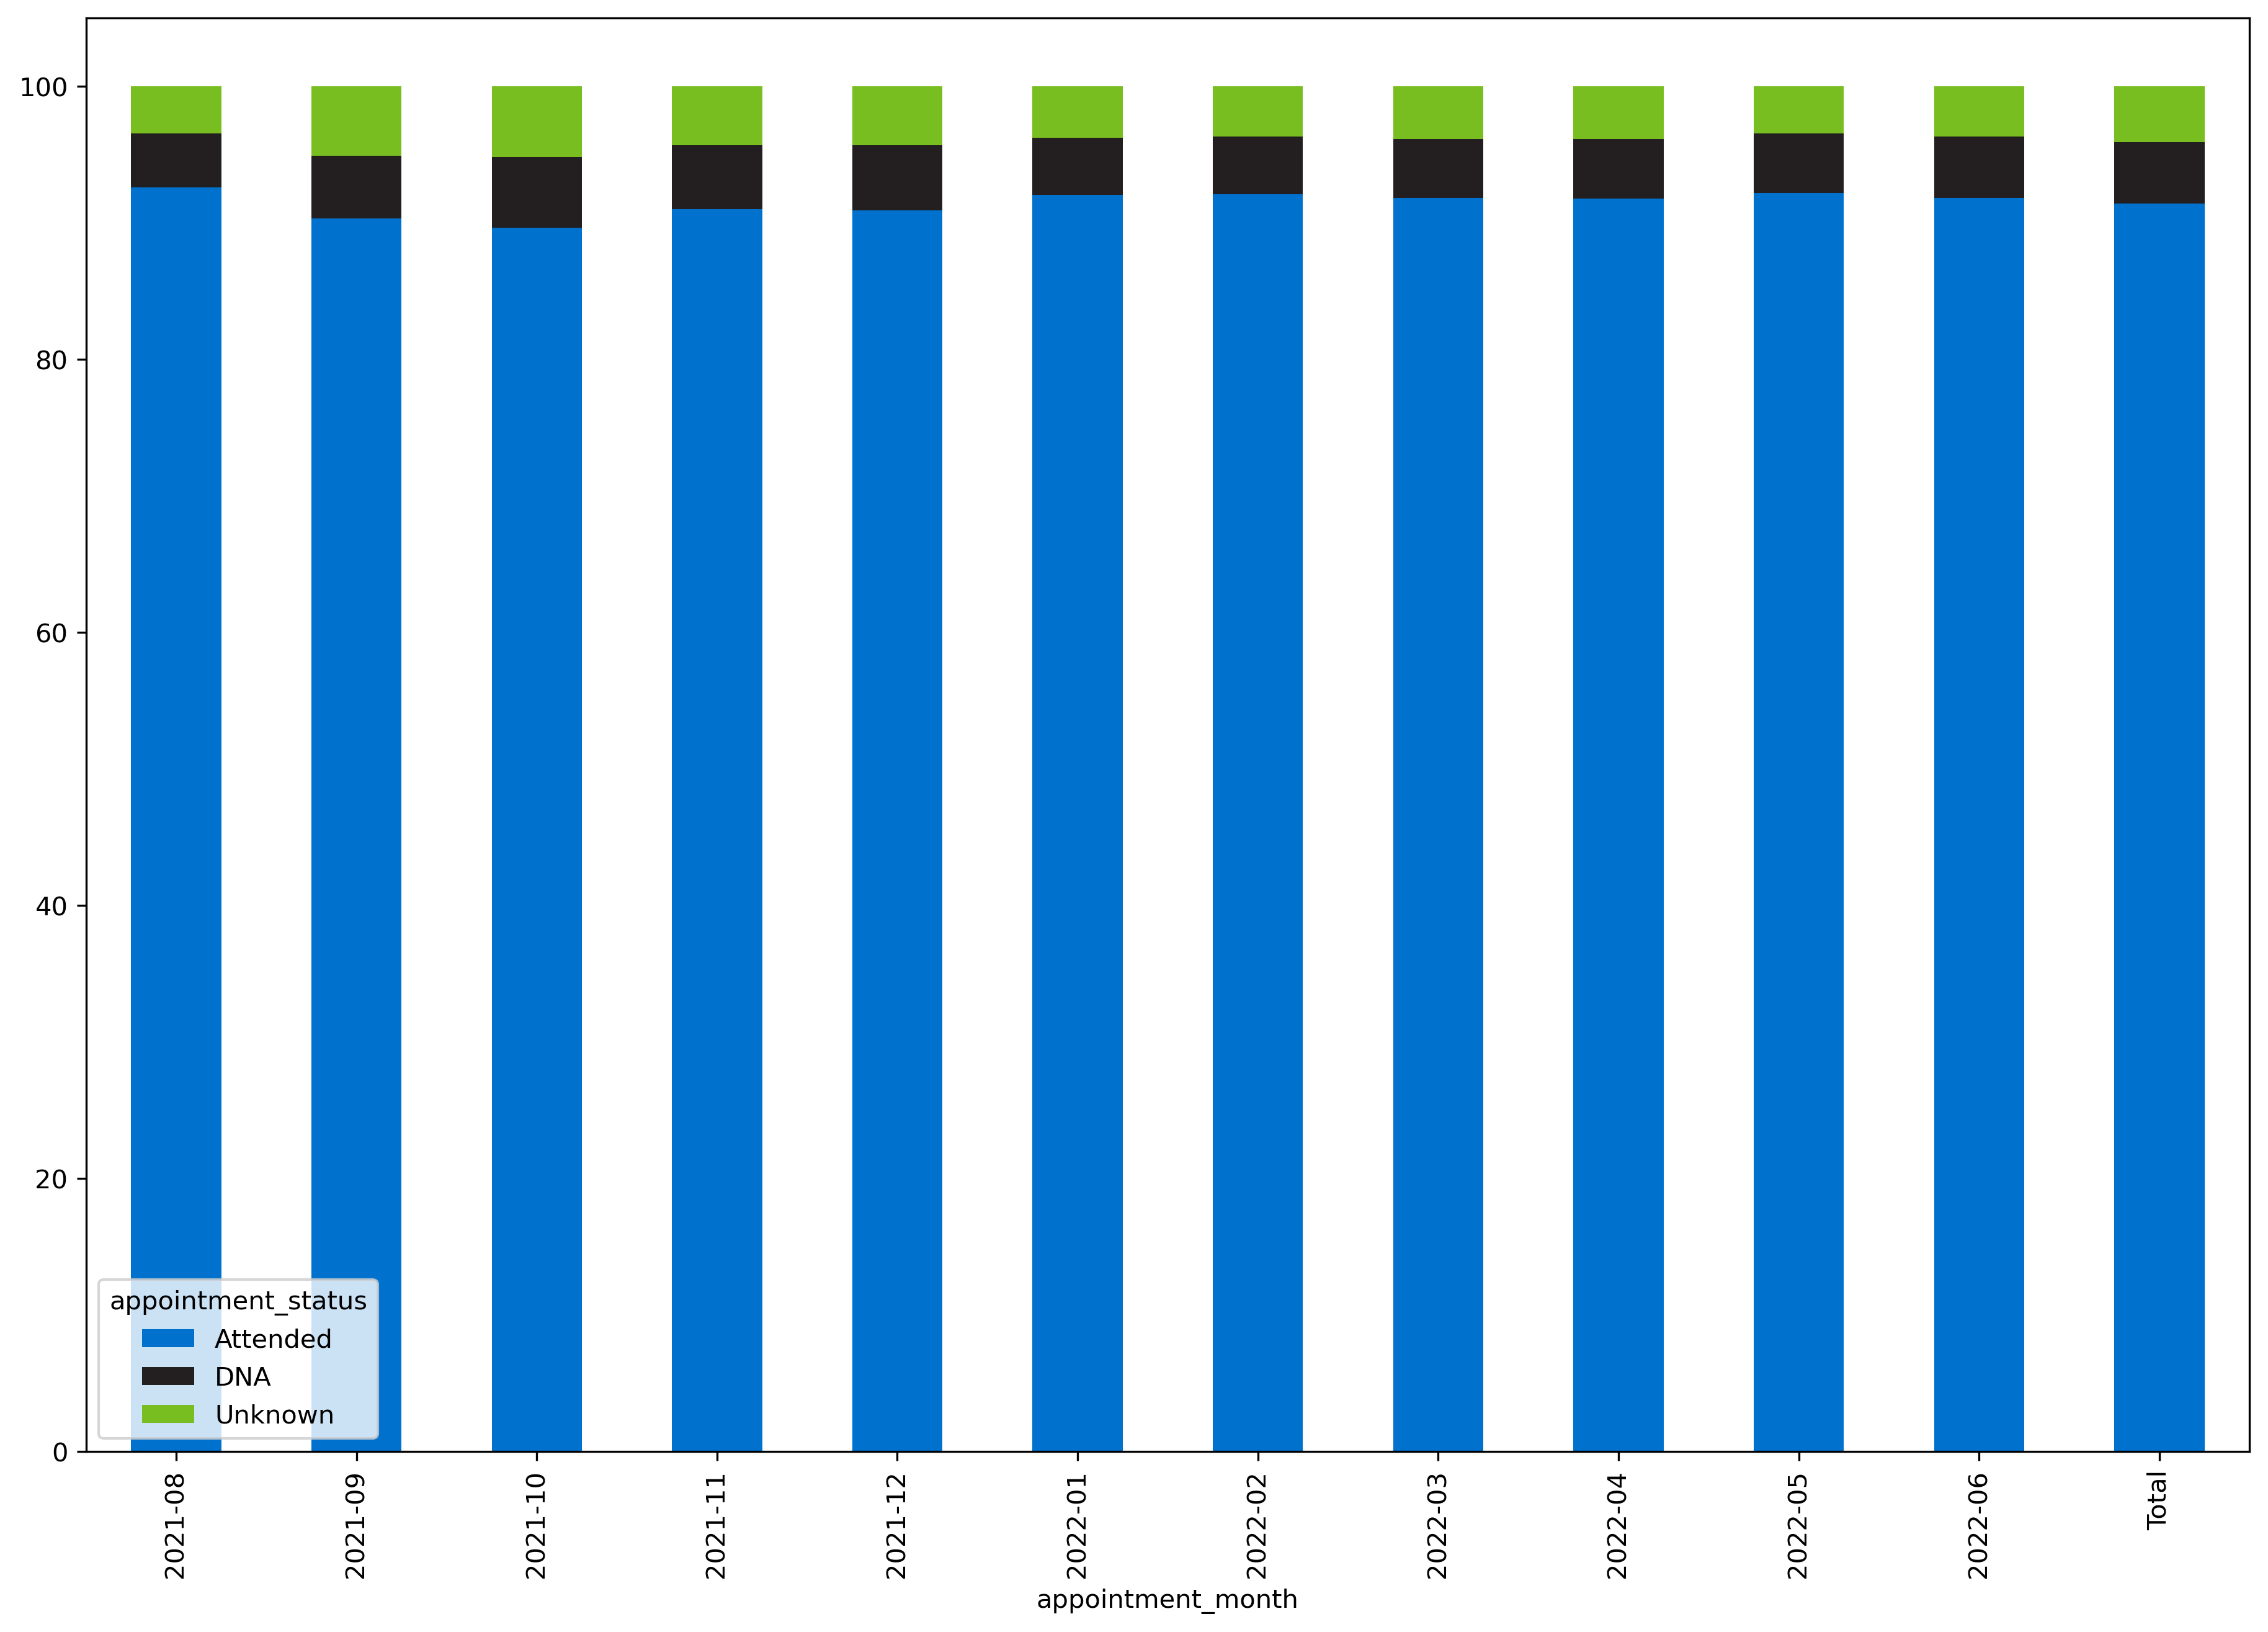 100
80
60
40
20
0
appointment_status
Attended
DNA
Unknown
2021-08
2021-09
2021-10
2021-11
2021-12
2022-01
2022-02
2022-03
2022-04
2022-05
2022-06
Total
appointment_month